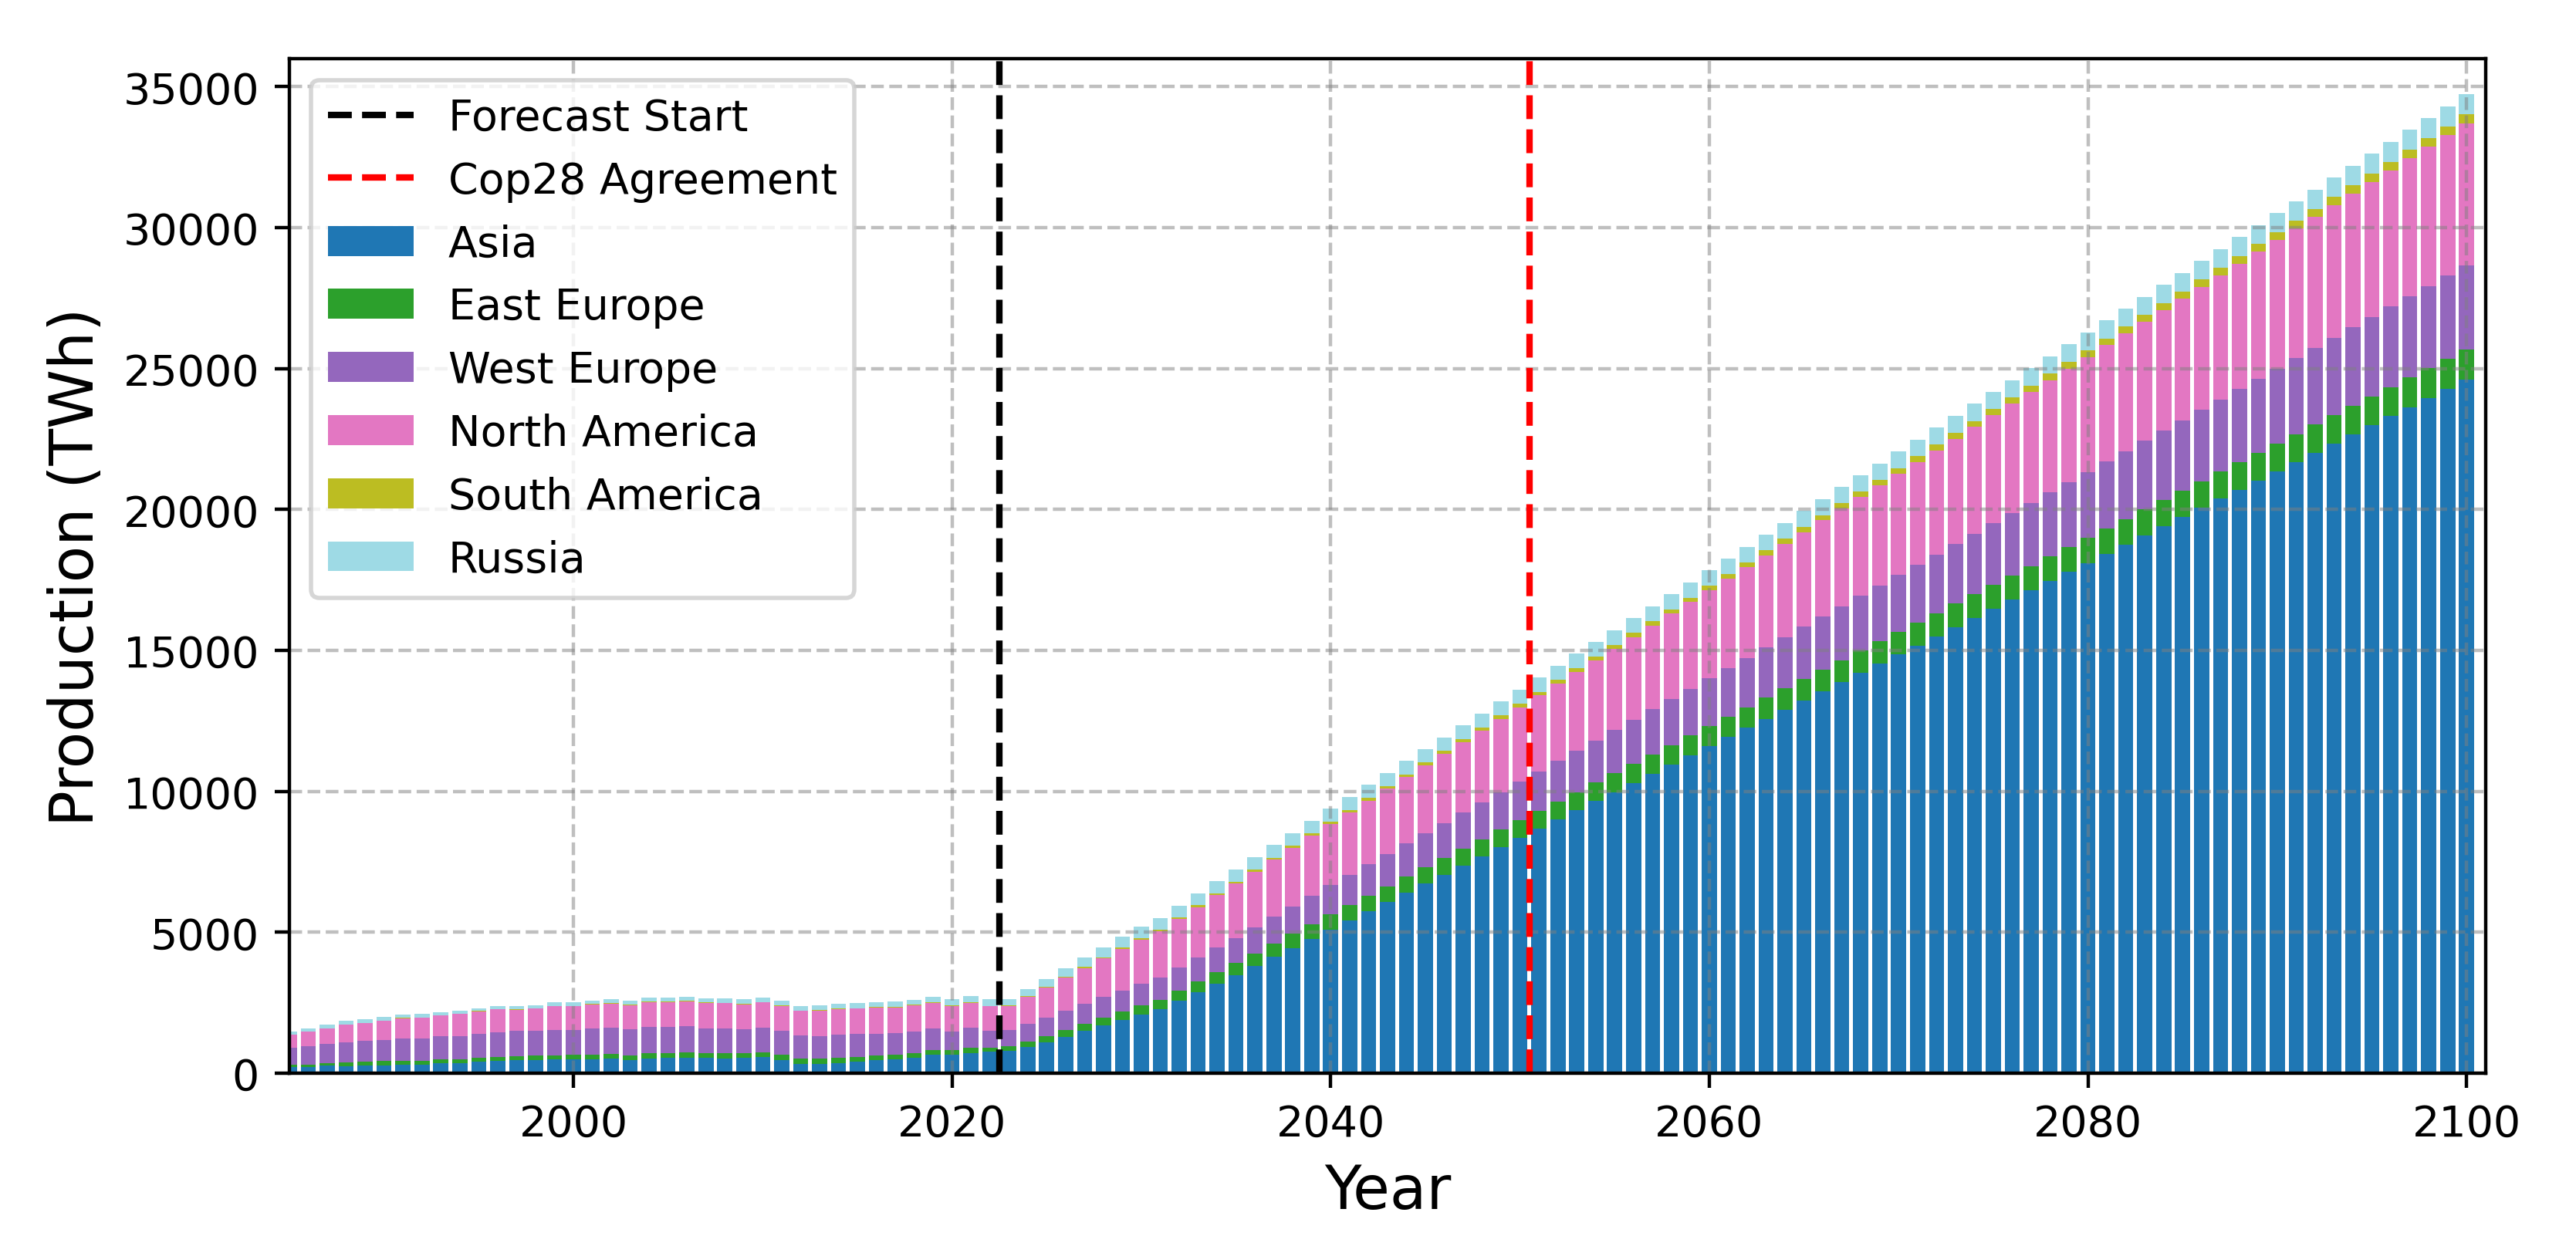 35000
30000
25000
20000
15000
10000
5000
0
Production (TWh)
Forecast Start
Cop28 Agreement
Asia
East Europe
West Europe
North America
South America
Russia
2000 2020 2040 2060 2080 2100
Year